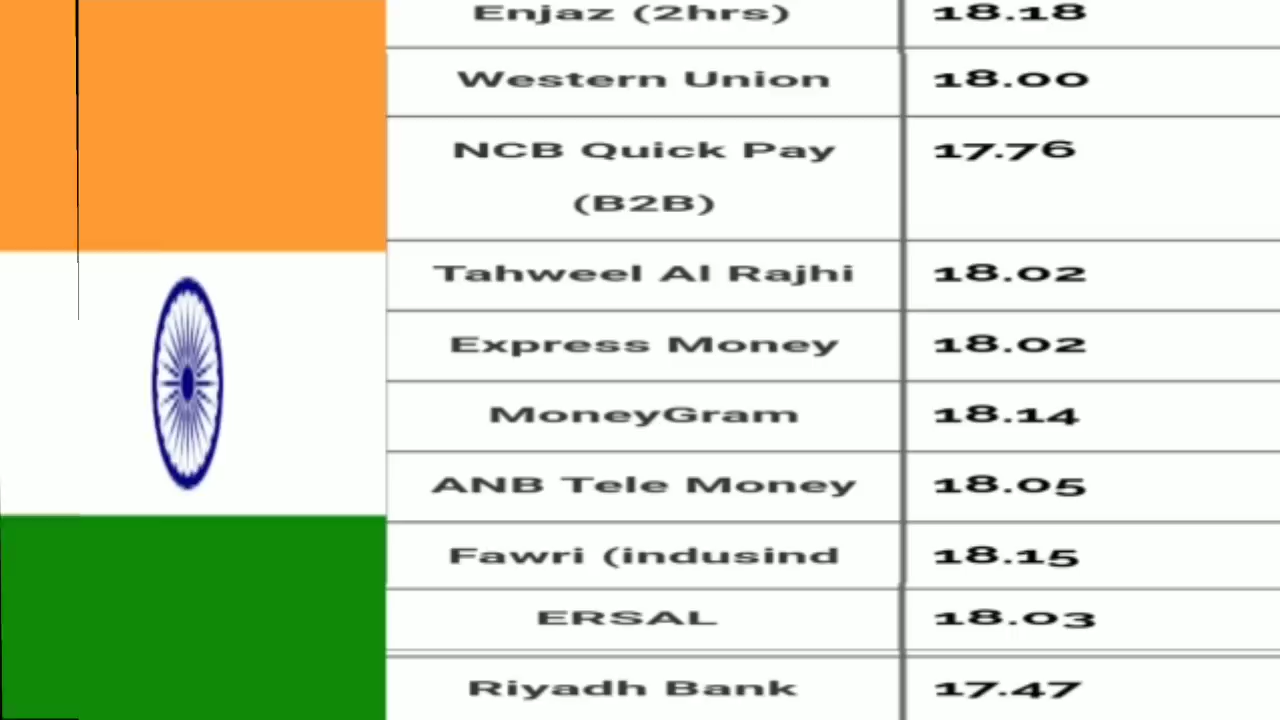 Enjaz (2hrs) 18.18
Western Union 18.00
NCB Quick Pay 17.76
(B2B)
Tahweel Al Rajhi 18.02
Express Money 18.02
MoneyGram 18.14
ANB Tele Money 18.05
Fawri (indusind 18.15
ERSAL 18.03
Riyadh Bank 17.47